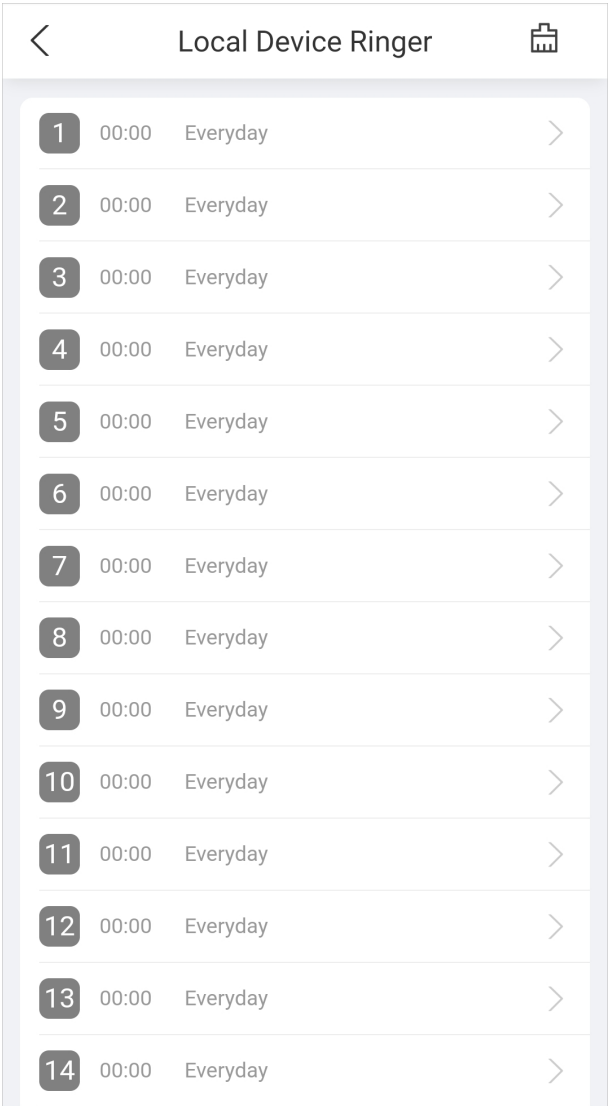 Local Device Ringer
1 00:00 Everyday
2 00:00 Everyday
3 00:00 Everyday
4 00:00 Everyday
5 00:00 Everyday
6 00:00 Everyday
7 00:00 Everyday
8 00:00 Everyday
9 00:00 Everyday
10 00:00 Everyday
11 00:00 Everyday
12 00:00 Everyday
13 00:00 Everyday
14 00:00 Everyday